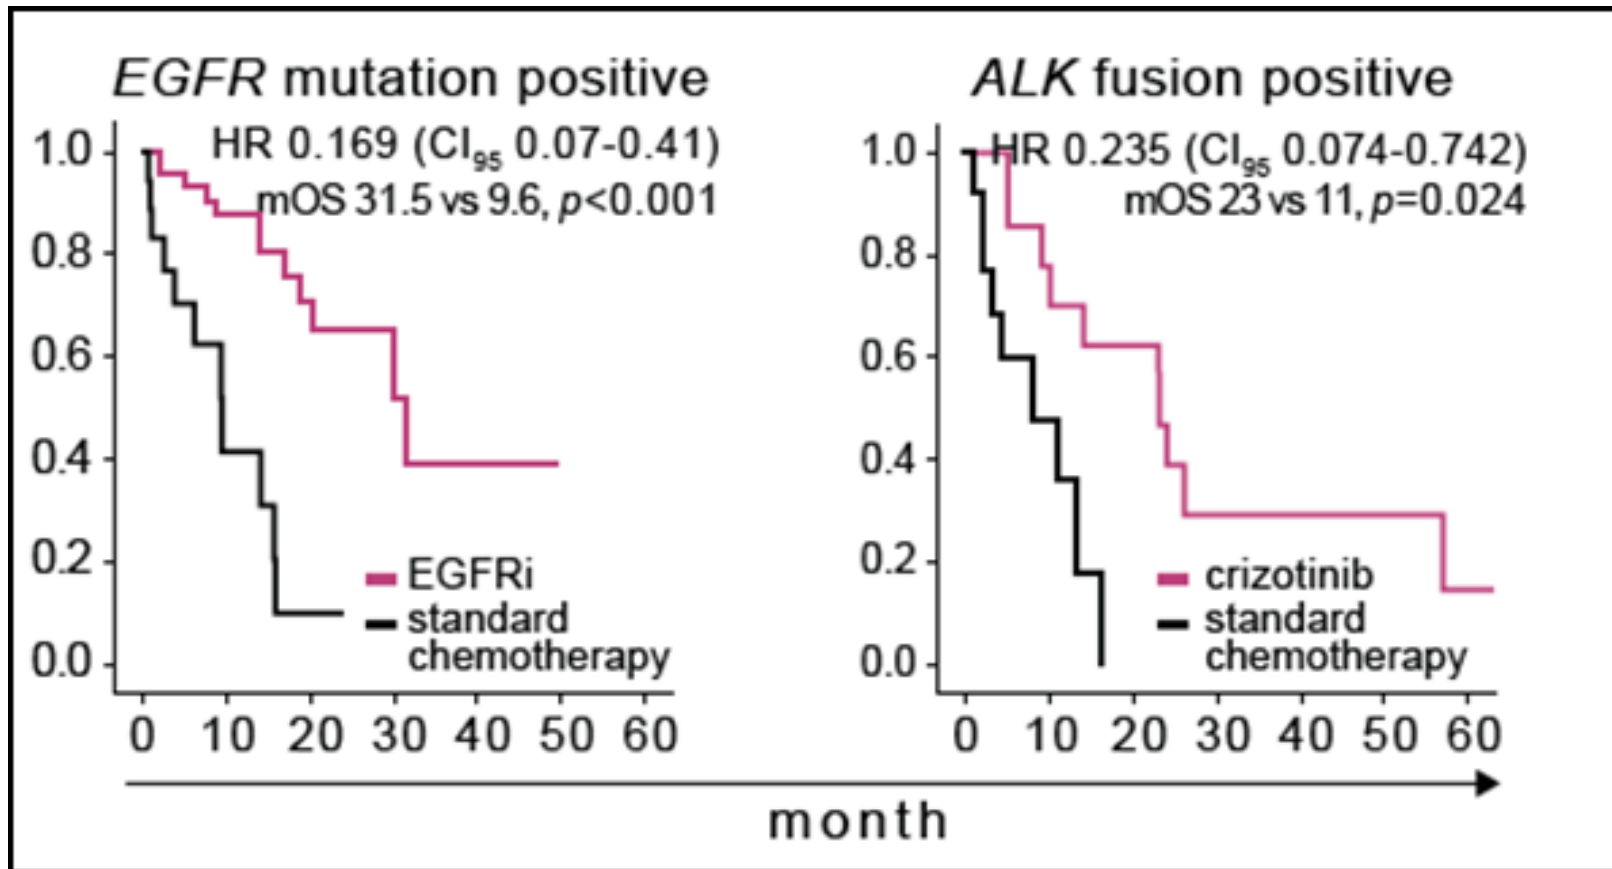 EGFR mutation positive
HR 0.169 (CI95 0.07-0.41)
mOS 31.5 vs 9.6, p<0.001
1.0
0.8
0.6
0.4
0.2
0.0
EGFRi
standard
chemotherapy
0 10 20 30 40 50 60
ALK fusion positive
HR 0.235 (CI95 0.074-0.742)
mOS 23 vs 11, p=0.024
1.0
0.8
0.6
0.4
0.2
0.0
crizotinib
standard
chemotherapy
0 10 20 30 40 50 60
month